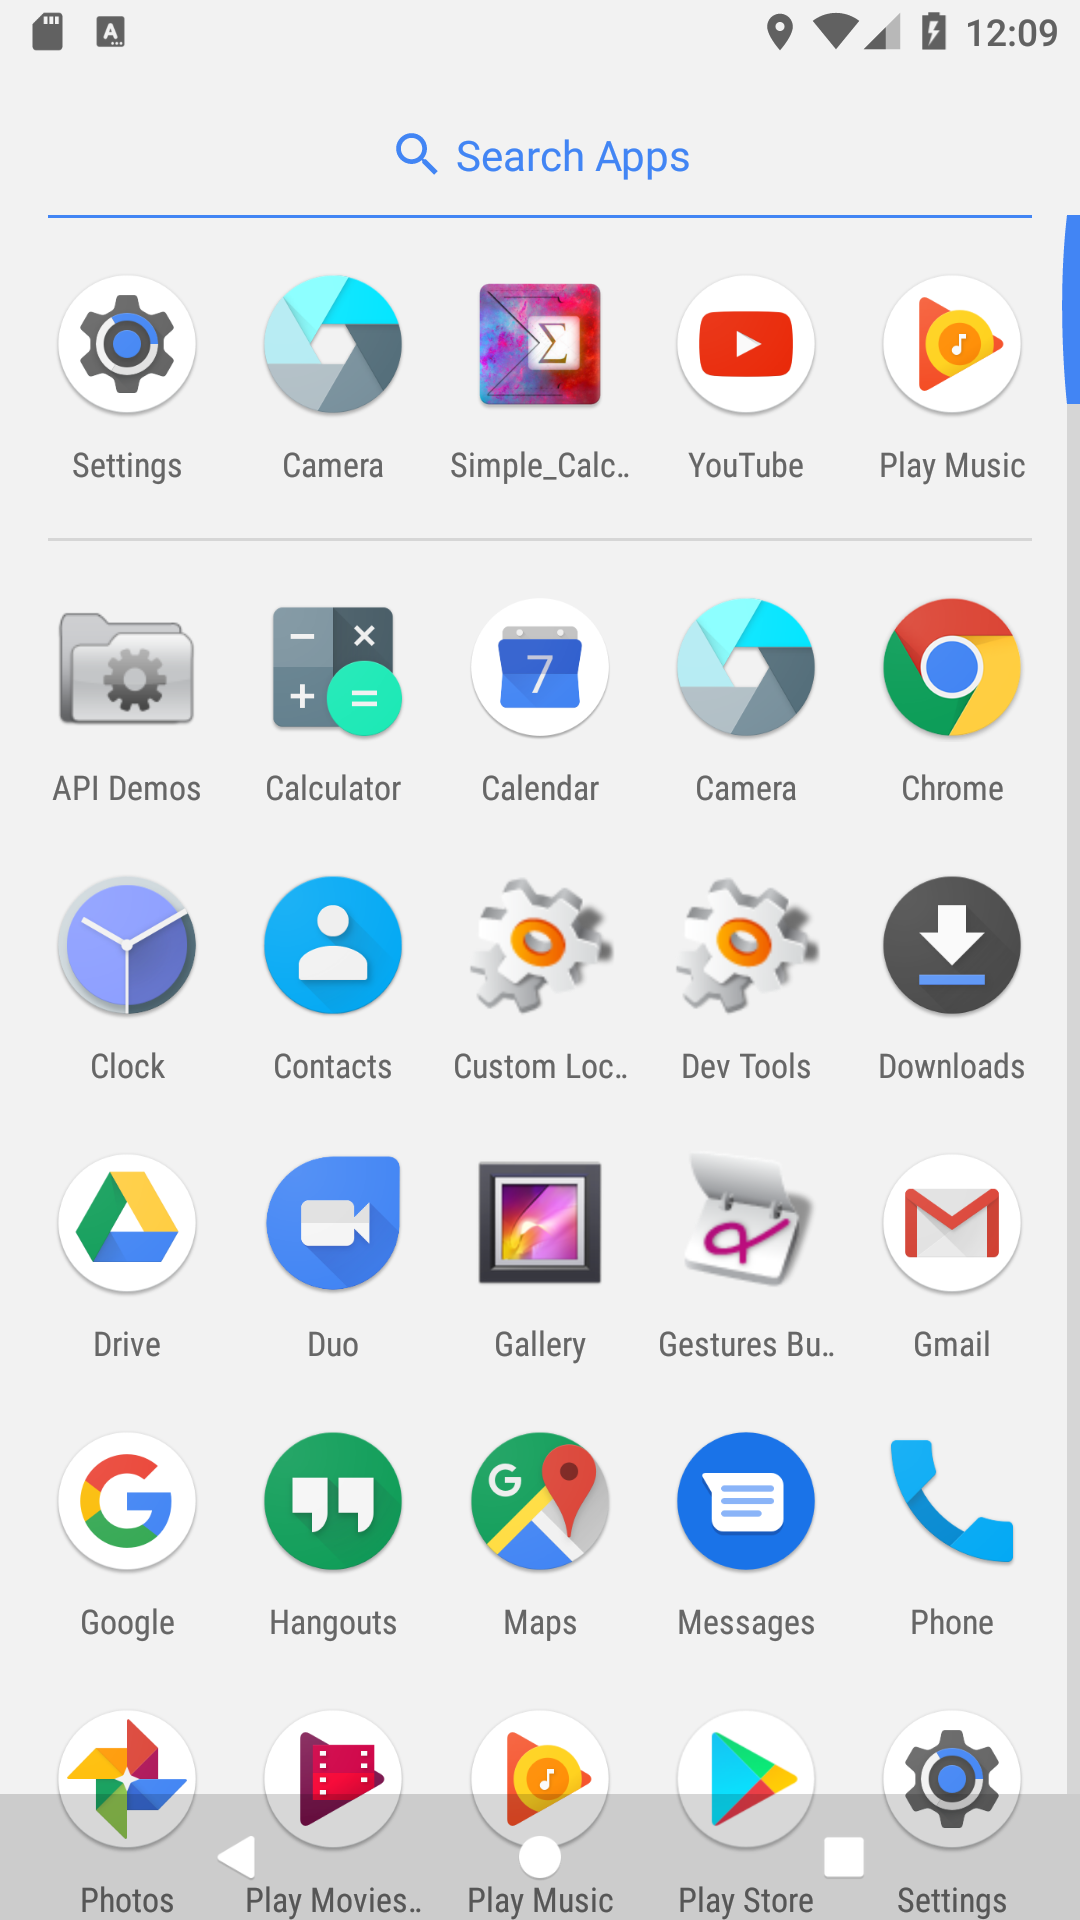 12:09
Search Apps
Settings Camera Simple_Calc.. YouTube Play Music
API Demos Calculator Calendar Camera Chrome
Clock Contacts Custom Loc.. Dev Tools Downloads
Drive Duo Gallery Gestures Bu.. Gmail
Google Hangouts Maps Messages Phone
Photos Play Movies.. Play Music Play Store Settings